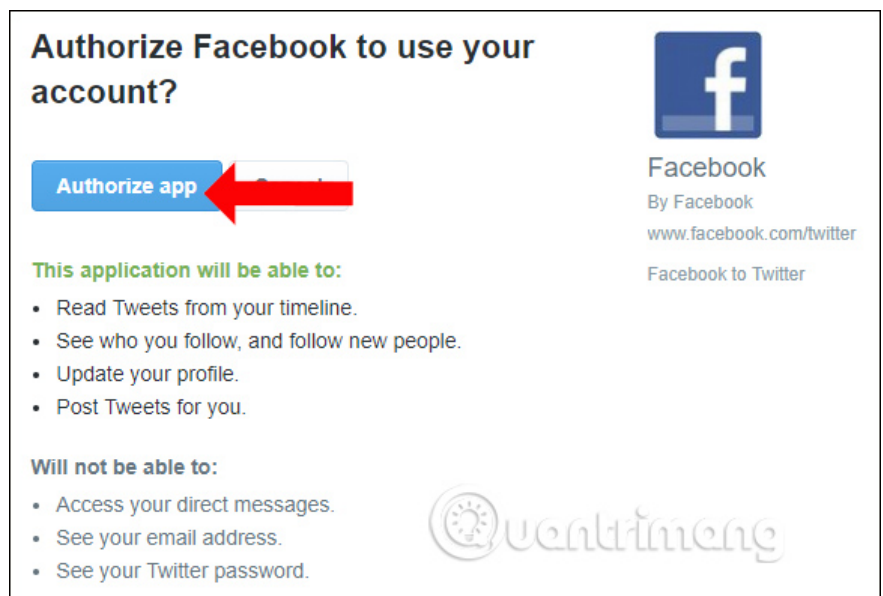 Authorize Facebook to use your
account?
Authorize app
This application will be able to:
• Read Tweets from your timeline.
• See who you follow, and follow new people.
• Update your profile.
• Post Tweets for you.
Will not be able to:
• Access your direct messages.
• See your email address.
• See your Twitter password.
f
Facebook
By Facebook
www.facebook.com/twitter
Facebook to Twitter
Quantrimang